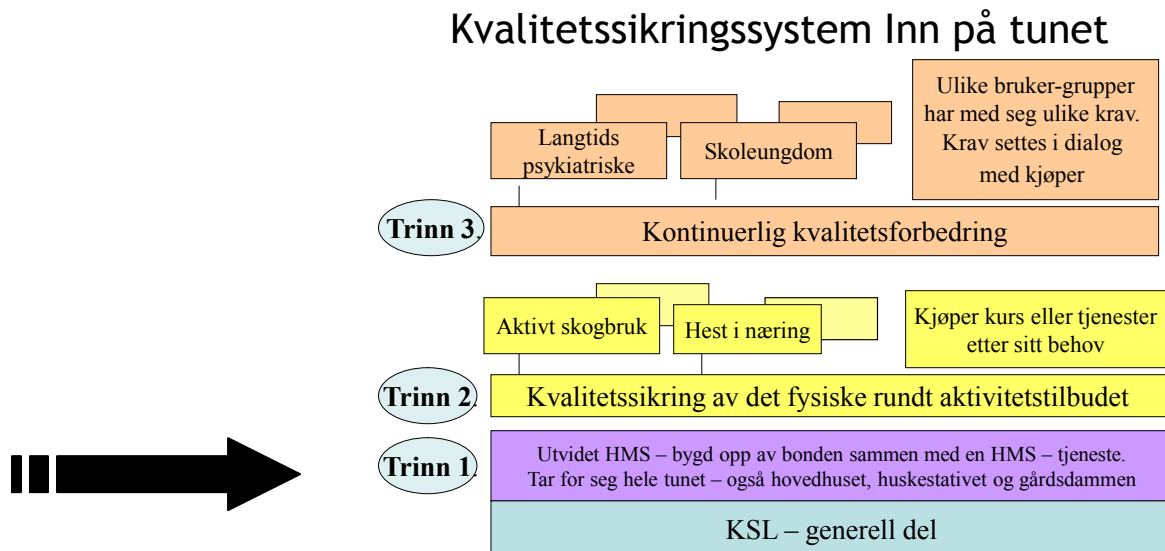 Kvalitetssikringssystem Inn på tunet
Langtids
psykiatriske
Skoleungdom
Ulike bruker-grupper
har med seg ulike krav.
Krav settes i dialog
med kjøper
Trinn 3.
Kontinuerlig kvalitetsforbedring
Aktivt skogbruk
Hest i næring
Kjøper kurs eller tjenester
etter sitt behov
Trinn 2.
Kvalitetssikring av det fysiske rundt aktivitetstilbudet
Trinn 1.
Utvidet HMS – bygd opp av bonden sammen med en HMS – tjeneste.
Tar for seg hele tunet – også hovedhuset, huskestativet og gårdsdammen
KSL – generell del